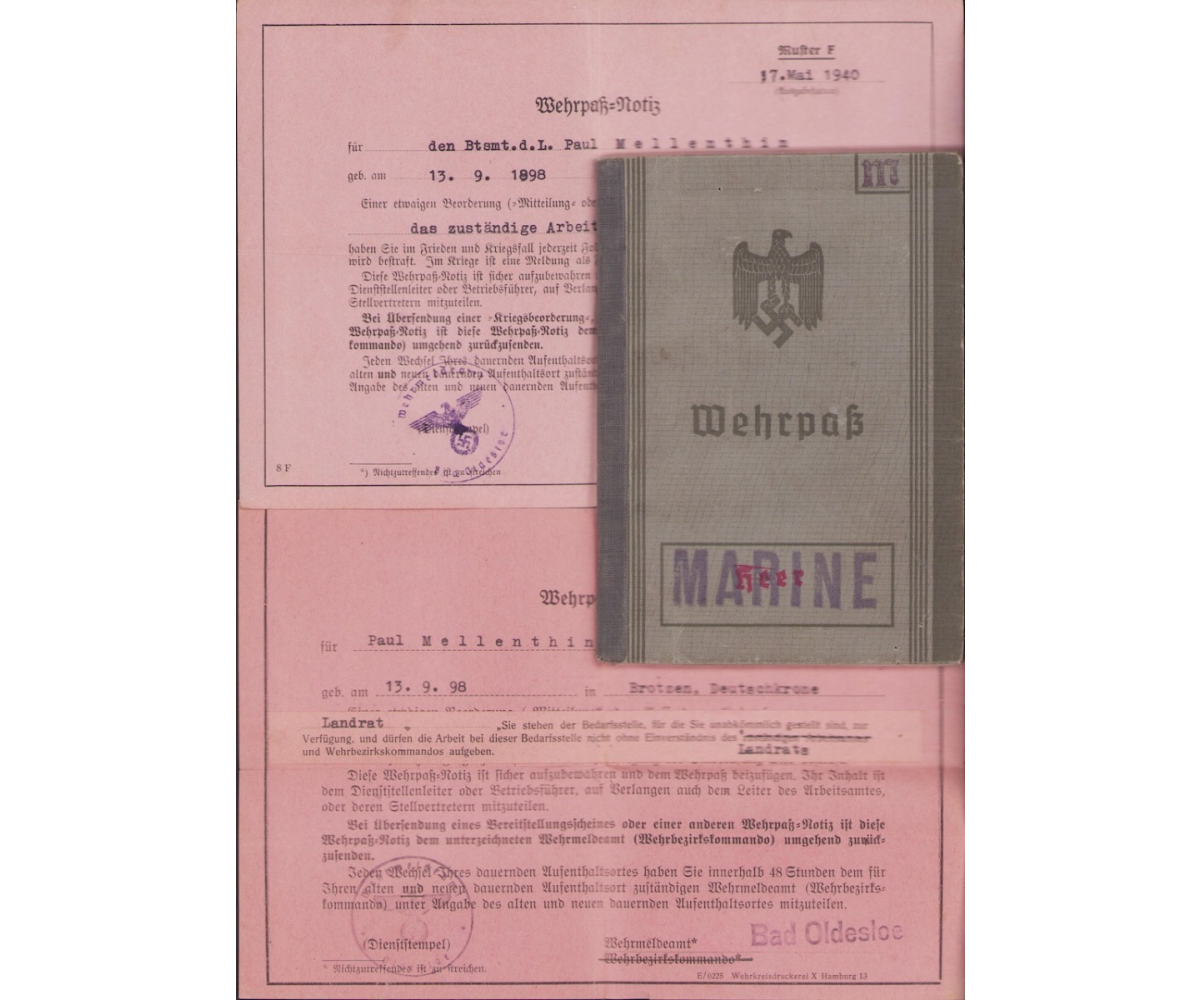 Muster F
17. Mai 1940
Wehrpaß-Notiz
für den Btsmt.d.L. Paul Mellenthin
geb. am 13. 9. 1898
Einer etwaigen Beorderung (»Mitteilung«
das zuständige Arbeit
haben Sie im Frieden und Kriegsfall jederzeit
wird bestraft. Im Kriege ist eine Meldung als
Diese Wehrpaß-Notiz ist sicher aufzubewahren
Dienststellenleiter oder Betriebsführer, auf Verlan
Stellvertretern mitzuteilen.
Bei Übersendung einer »Kriegsbeorderung«,
Wehrpaß-Notiz ist diese Wehrpaß-Notiz dem
kommando) umgehend zurückzusenden.
Jeden Wechsel Ihres dauernden Aufenthaltsor
alten und neuen dauernden Aufenthaltsort zustän
Angabe des alten und neuen dauernden Aufenth
(Dienststempel)
8 F
*) Nichtzutreffendes ist zu streichen
M
Wehrpaß
MARINE
Heer
Wehrp
für Paul Mellenthin
geb. am 13. 9. 98 in Brotzen, Deutschkrone
Landrat „Sie stehen der Bedarfsstelle, für die Sie unabkömmlich gestellt sind, zur
Verfügung, und dürfen die Arbeit bei dieser Bedarfsstelle nicht ohne Einverständnis des
Landrats
und Wehrbezirkskommandos aufgeben.
Diese Wehrpaß-Notiz ist sicher aufzubewahren und dem Wehrpaß beizufügen. Ihr Inhalt ist
dem Dienststellenleiter oder Betriebsführer, auf Verlangen auch dem Leiter des Arbeitsamtes,
oder deren Stellvertretern mitzuteilen.
Bei Übersendung eines Bereitstellungsscheines oder einer anderen Wehrpaß-Notiz ist diese
Wehrpaß-Notiz dem unterzeichneten Wehrmeldeamt (Wehrbezirkskommando) umgehend zurück-
zusenden.
Jeden Wechsel Ihres dauernden Aufenthaltsortes haben Sie innerhalb 48 Stunden dem für
Ihren alten und neuen dauernden Aufenthaltsort zuständigen Wehrmeldeamt (Wehrbezirks-
kommando) unter Angabe des alten und neuen dauernden Aufenthaltsortes mitzuteilen.
(Dienststempel)
Wehrmeldeamt* Bad Oldesloe
Wehrbezirkskommando*
* Nichtzutreffendes ist zu streichen.
E/0225 Wehrkreisdruckerei X Hamburg 13